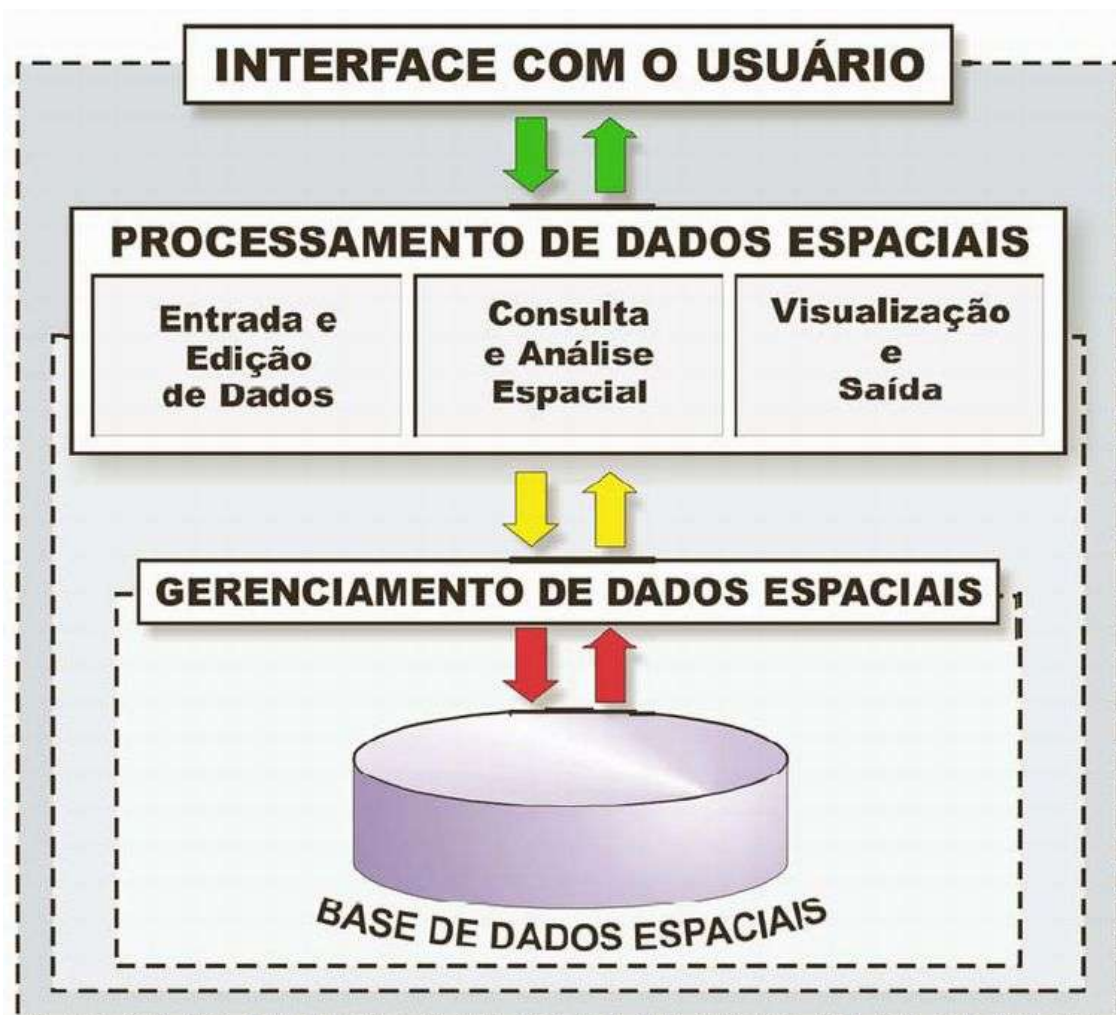 INTERFACE COM O USUÁRIO
PROCESSAMENTO DE DADOS ESPACIAIS
Entrada e
Edição
de Dados
Consulta
e Análise
Espacial
Visualização
e
Saída
GERENCIAMENTO DE DADOS ESPACIAIS
BASE DE DADOS ESPACIAIS